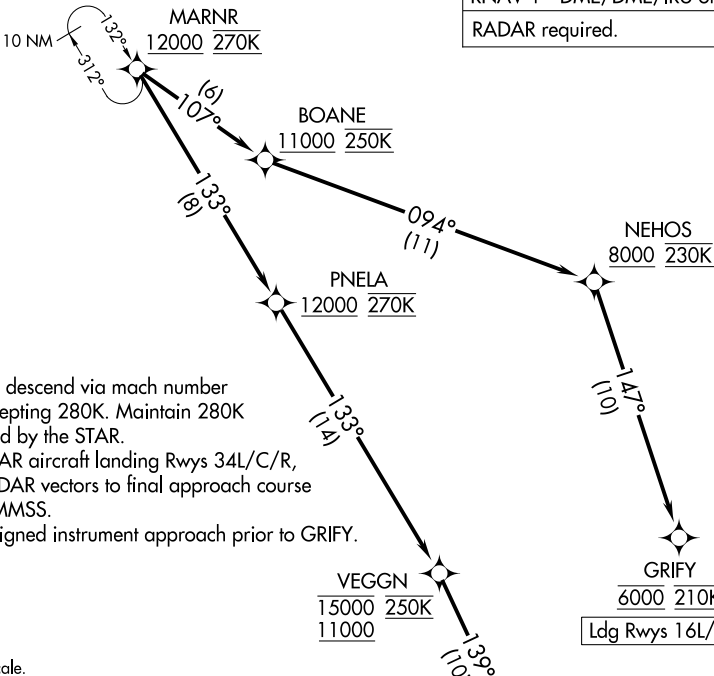 RADAR required.
MARNR
12000 270K
10 NM
132°
312°
(6)
107°
BOANE
11000 250K
133°
(8)
094°
(11)
NEHOS
8000 230K
PNELA
12000 270K
147°
(10)
descend via mach number
epting 280K. Maintain 280K
d by the STAR.
AR aircraft landing Rwys 34L/C/R,
DAR vectors to final approach course
MMSS.
igned instrument approach prior to GRIFY.
133°
(14)
VEGGN
15000 250K
11000
GRIFY
6000 210K
Ldg Rwys 16L/
139°
(10
cale.